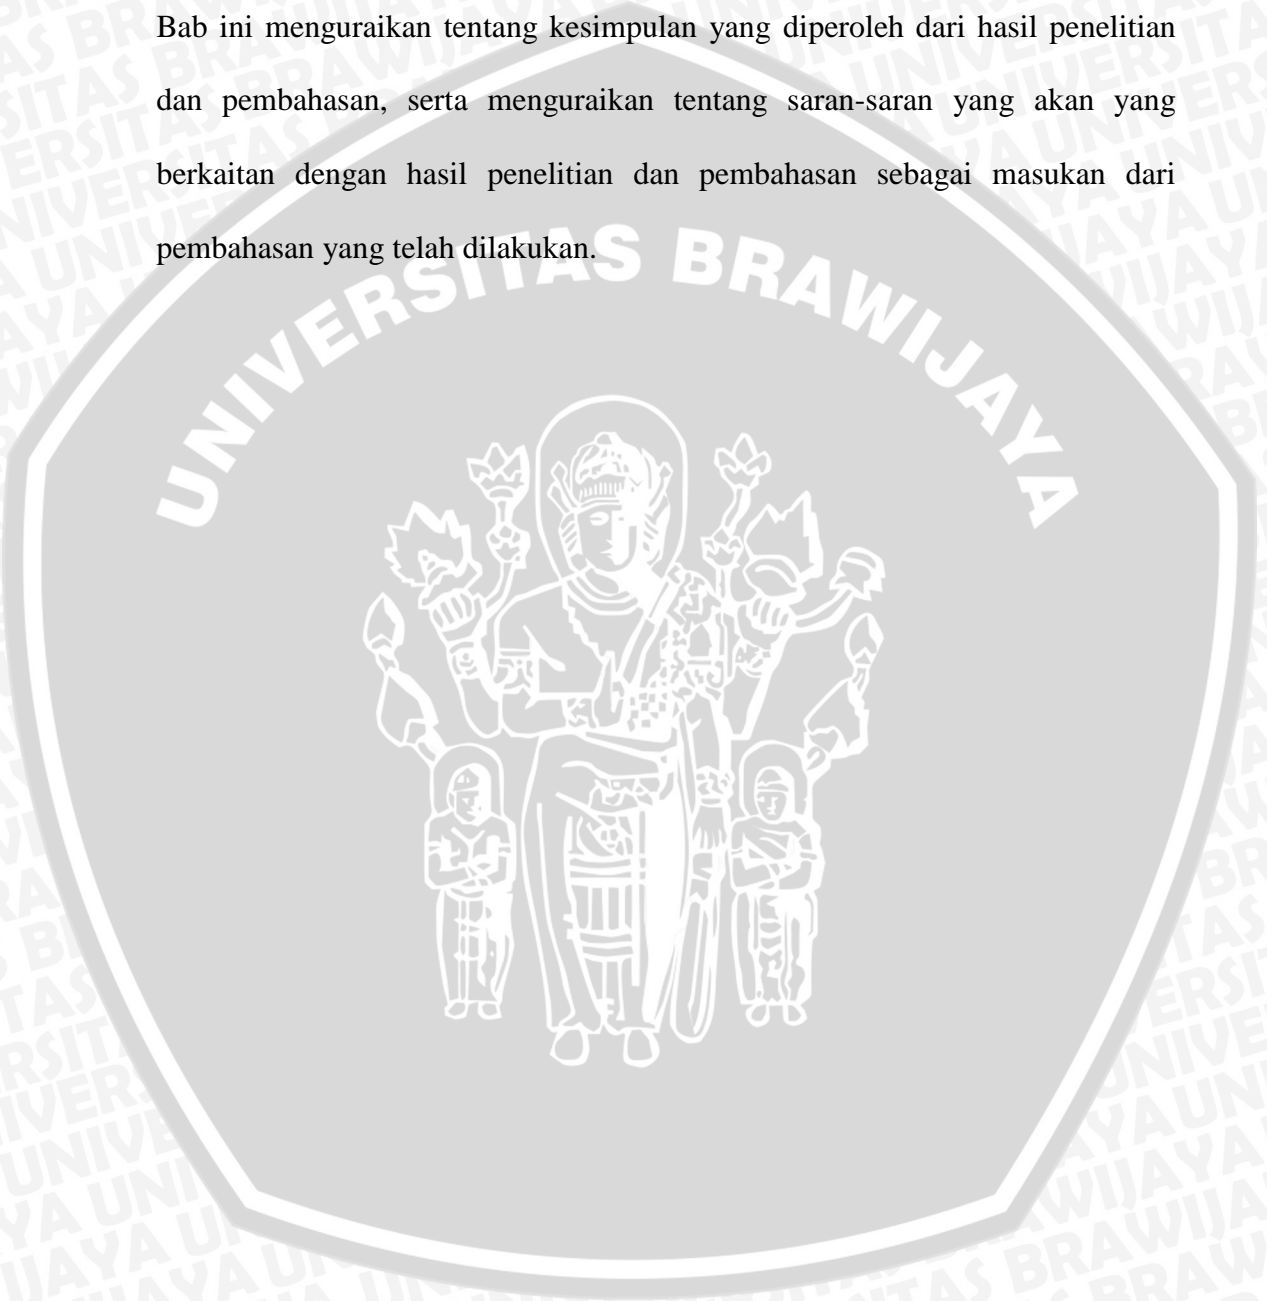 Bab ini menguraikan tentang kesimpulan yang diperoleh dari hasil penelitian
dan pembahasan, serta menguraikan tentang saran-saran yang akan yang
berkaitan dengan hasil penelitian dan pembahasan sebagai masukan dari
pembahasan yang telah dilakukan.
UNIVERSITAS BRAWIJAYA